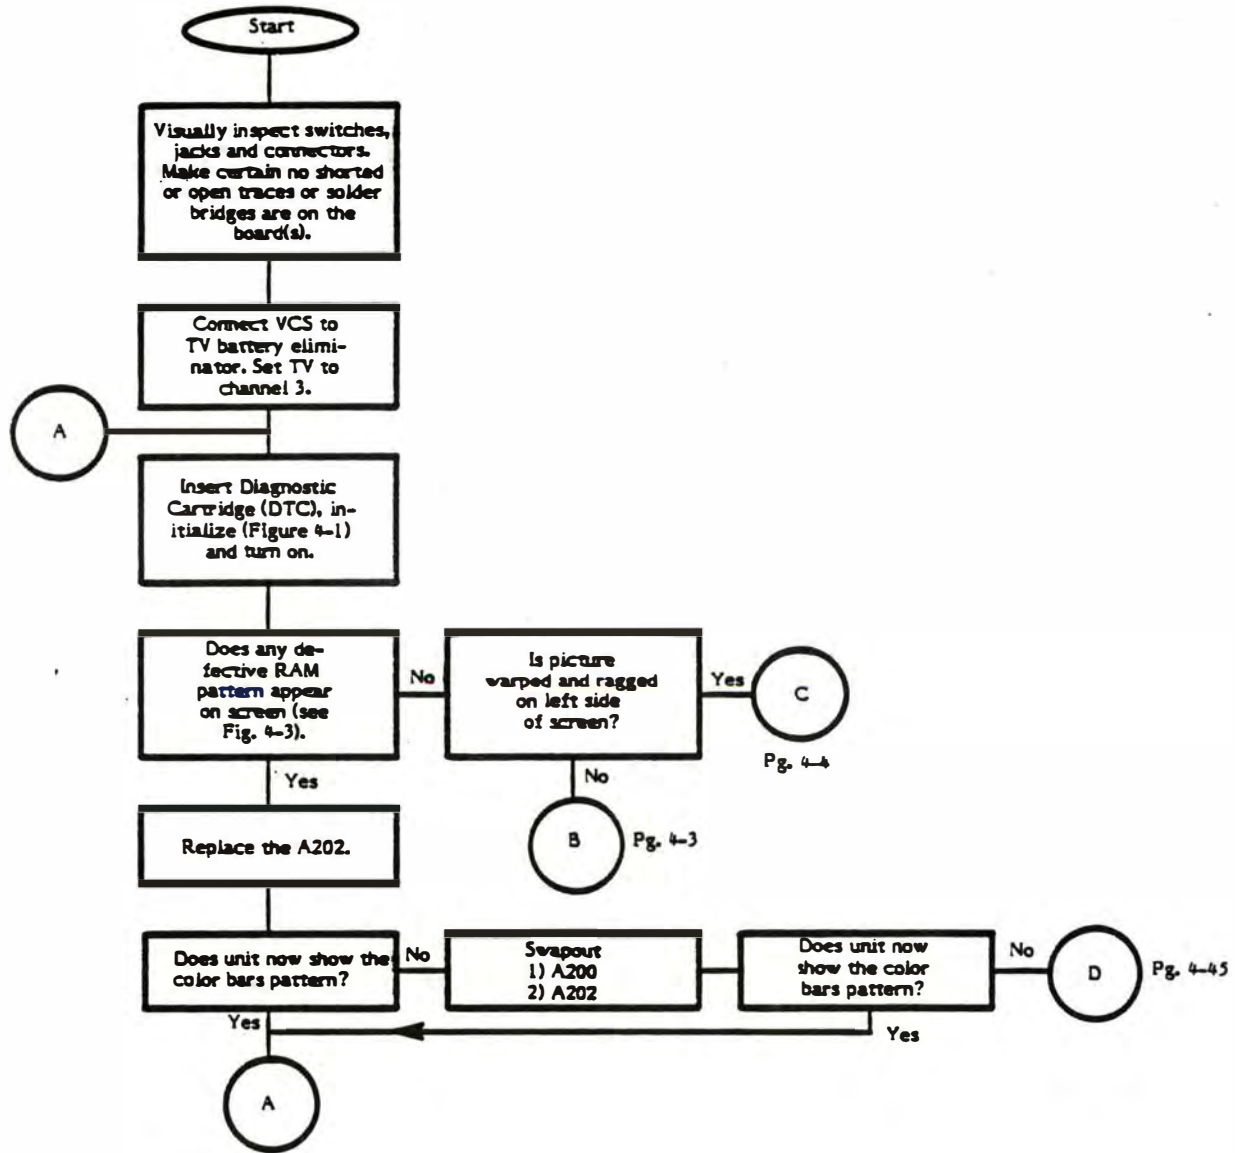 Start
Visually inspect switches,
jacks and connectors.
Make certain no shorted
or open traces or solder
bridges are on the
board(s).
Connect VCS to
TV battery elimi-
nator. Set TV to
channel 3.
A
Insert Diagnostic
Cartridge (DTC), in-
itialize (Figure 4-1)
and turn on.
Does any de-
fective RAM
pattern appear
on screen (see
Fig. 4-3).
No
Is picture
warped and ragged
on left side
of screen?
Yes
C
Pg. 4-4
Yes
No
B
Pg. 4-3
Replace the A202.
Does unit now show the
color bars pattern?
No
Swapout
1) A200
2) A202
Does unit now
show the color
bars pattern?
No
D
Pg. 4-45
Yes
Yes
A